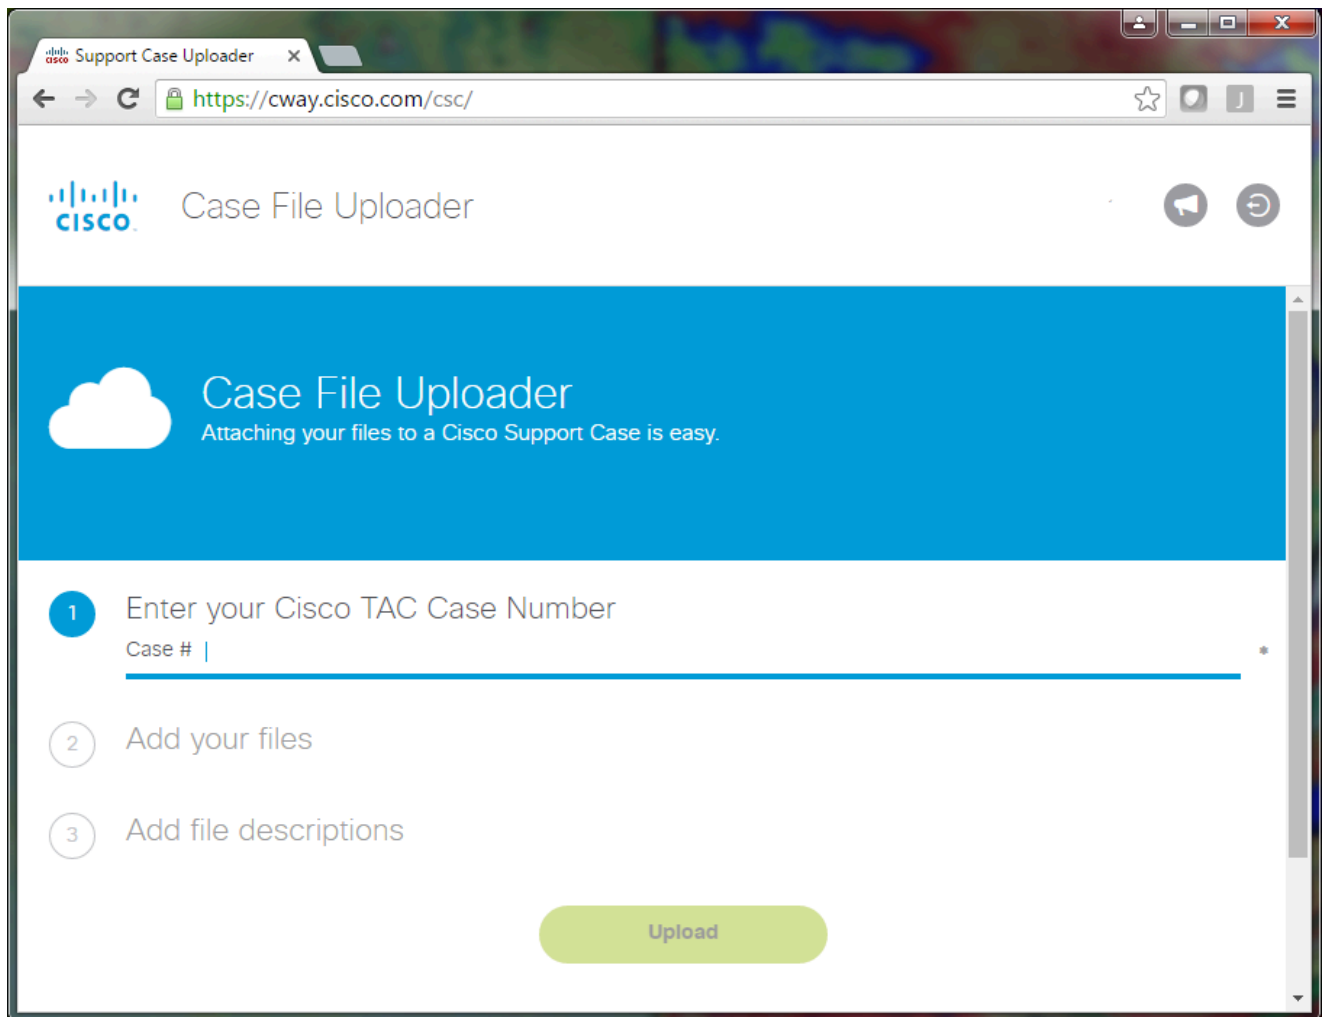 Support Case Uploader
https://cway.cisco.com/csc/
J
CISCO
Case File Uploader
Case File Uploader
Attaching your files to a Cisco Support Case is easy.
1
Enter your Cisco TAC Case Number
Case #
*
2
Add your files
3
Add file descriptions
Upload